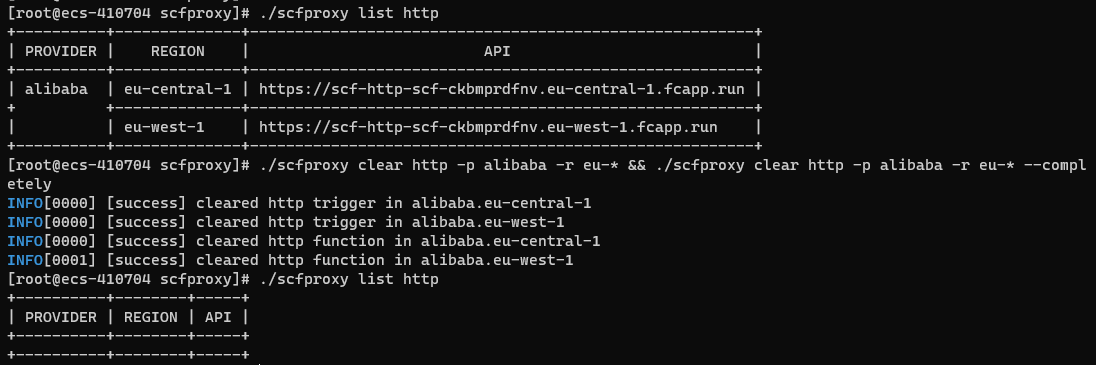 [root@ecs-410704 scfproxy]# ./scfproxy list http
+----------+--------------+---------------------------------------------------------+
| PROVIDER |    REGION    |                           API                           |
+----------+--------------+---------------------------------------------------------+
| alibaba  | eu-central-1 | https://scf-http-scf-ckbmprdfnv.eu-central-1.fcapp.run |
+          +--------------+---------------------------------------------------------+
|          | eu-west-1    | https://scf-http-scf-ckbmprdfnv.eu-west-1.fcapp.run    |
+----------+--------------+---------------------------------------------------------+
[root@ecs-410704 scfproxy]# ./scfproxy clear http -p alibaba -r eu-* && ./scfproxy clear http -p alibaba -r eu-* --compl
etely
INFO[0000] [success] cleared http trigger in alibaba.eu-central-1
INFO[0000] [success] cleared http trigger in alibaba.eu-west-1
INFO[0000] [success] cleared http function in alibaba.eu-central-1
INFO[0001] [success] cleared http function in alibaba.eu-west-1
[root@ecs-410704 scfproxy]# ./scfproxy list http
+----------+--------+-----+
| PROVIDER | REGION | API |
+----------+--------+-----+
+----------+--------+-----+